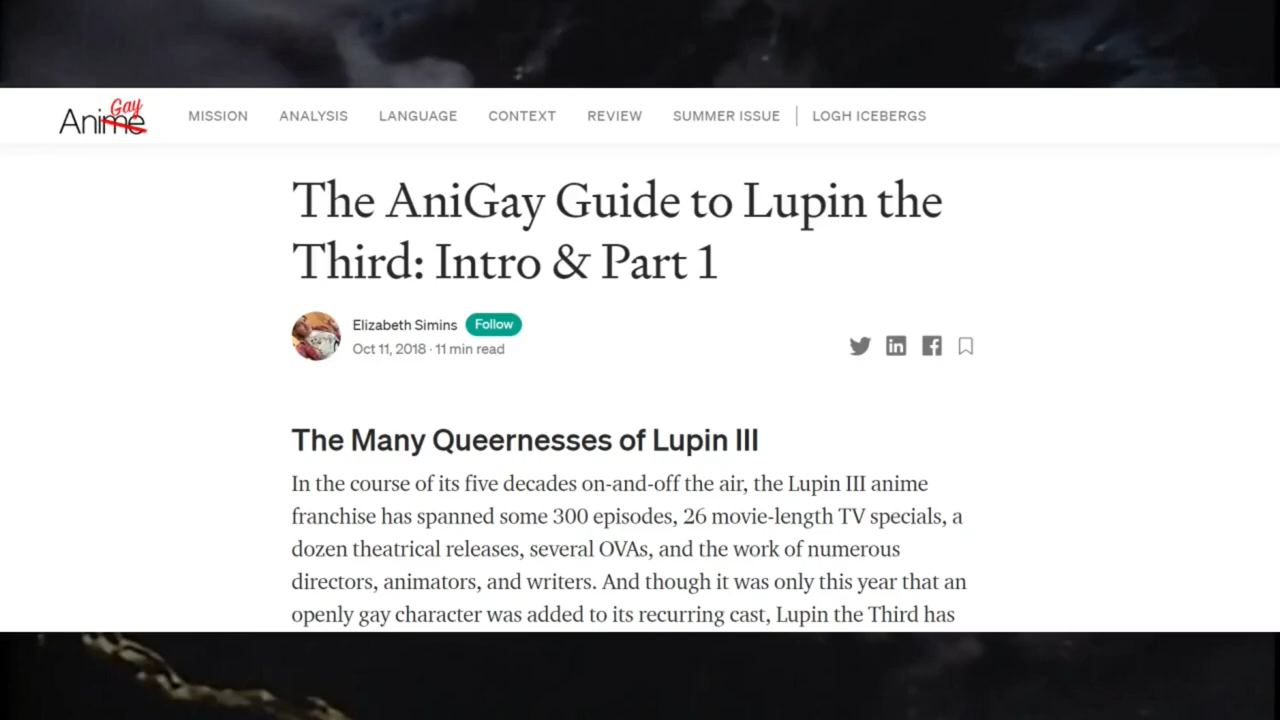 AniGay
MISSION ANALYSIS LANGUAGE CONTEXT REVIEW SUMMER ISSUE LOGH ICEBERGS
The AniGay Guide to Lupin the
Third: Intro & Part 1
Elizabeth Simins Follow
Oct 11, 2018 · 11 min read
The Many Queernesses of Lupin III
In the course of its five decades on-and-off the air, the Lupin III anime
franchise has spanned some 300 episodes, 26 movie-length TV specials, a
dozen theatrical releases, several OVAs, and the work of numerous
directors, animators, and writers. And though it was only this year that an
openly gay character was added to its recurring cast, Lupin the Third has